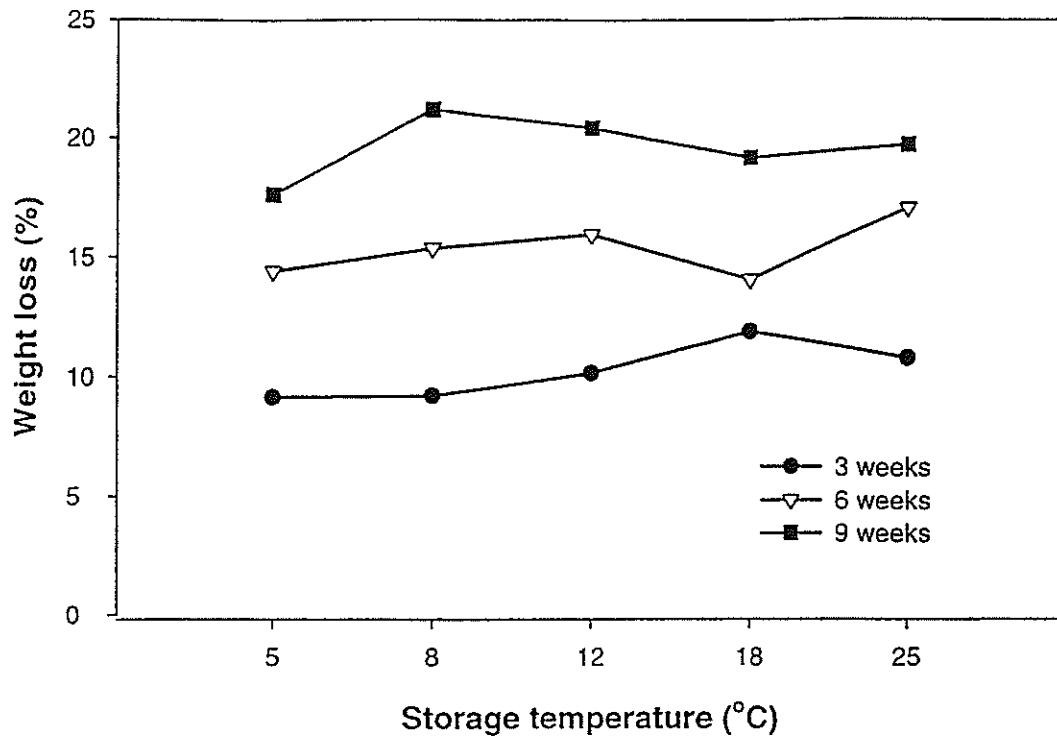 25
20
15
10
5
0
Weight loss (%)
3 weeks
6 weeks
9 weeks
5 8 12 18 25
Storage temperature (°C)